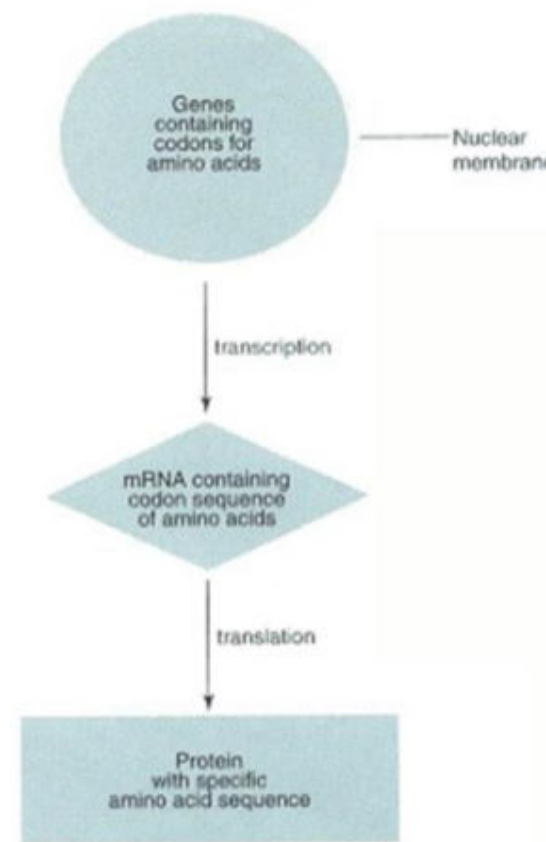 Genes
containing
codons for
amino acids
Nuclear
membrane
transcription
mRNA containing
codon sequence
of amino acids
translation
Protein
with specific
amino acid sequence